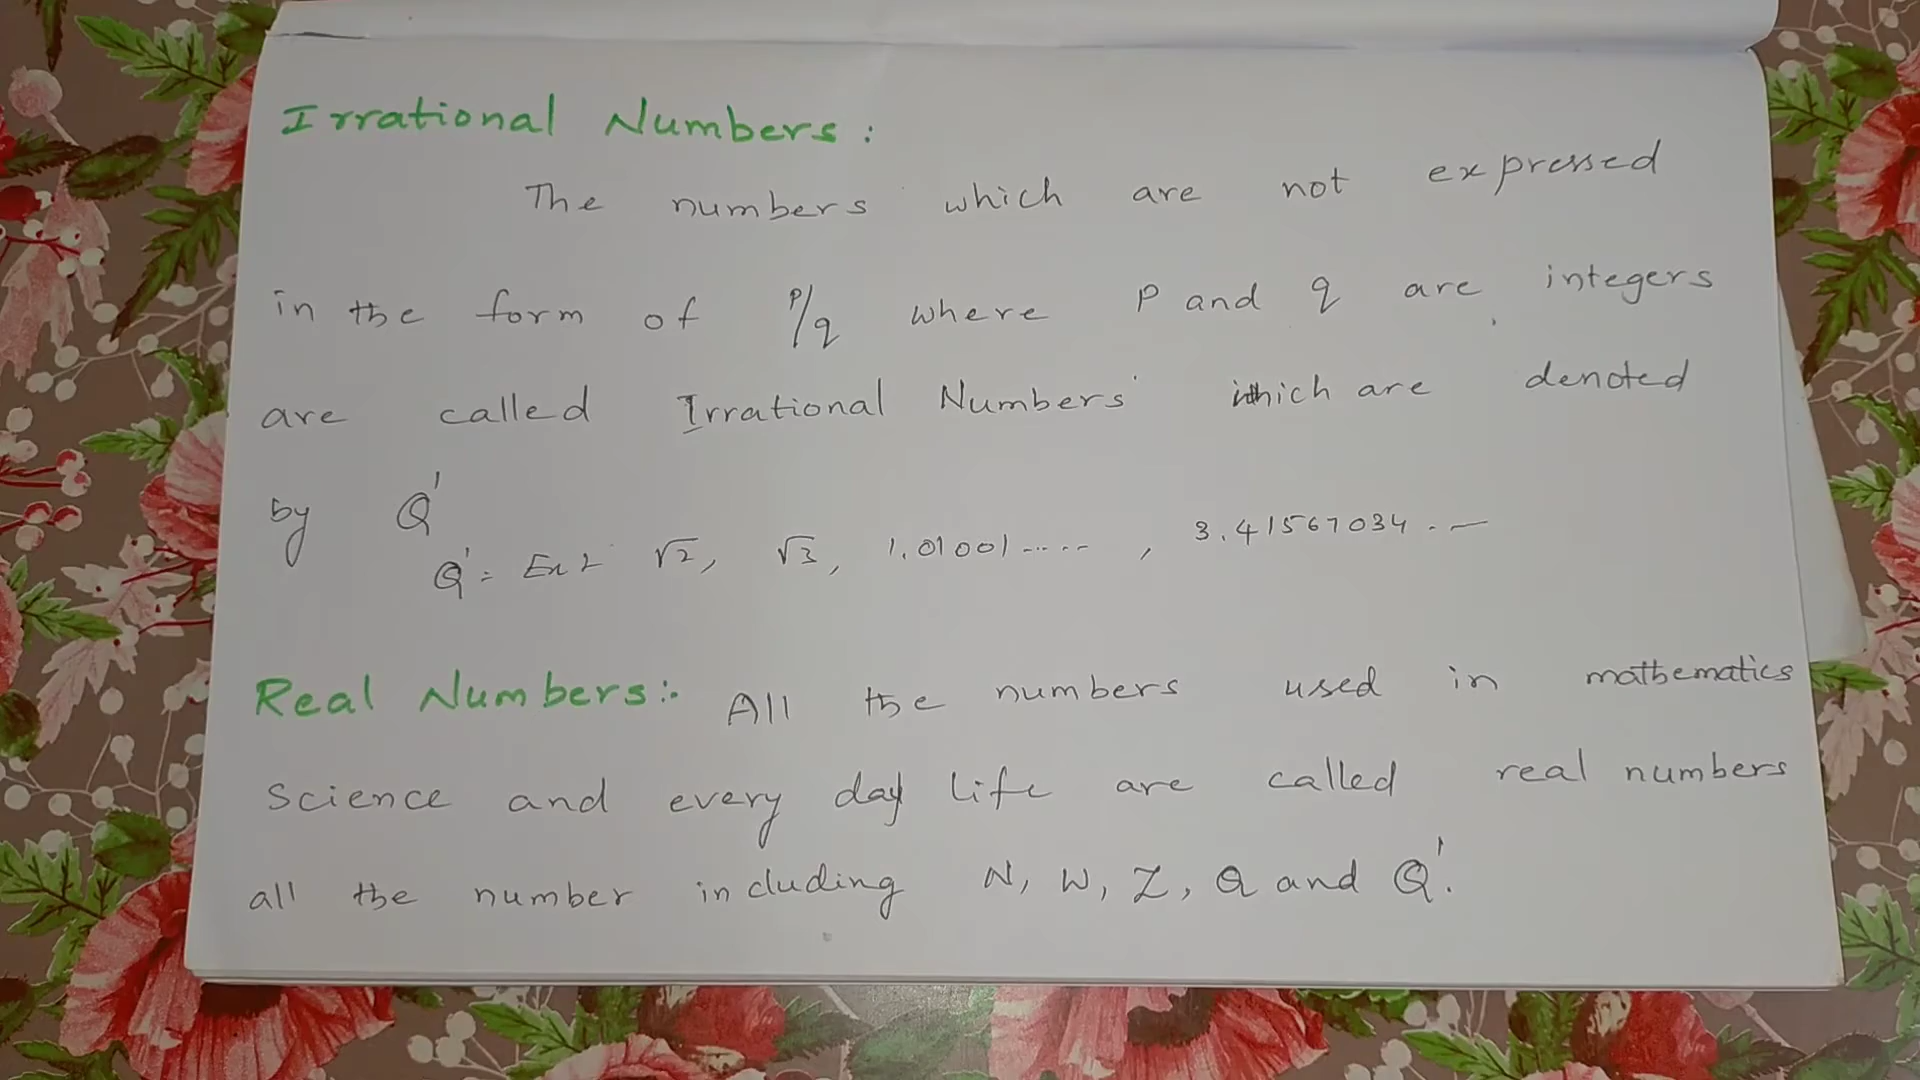 Irrational Numbers:
The numbers which are not expressed
in the form of P/q where P and q are integers
are called Irrational Numbers which are denoted
by Q'
Q' = Ex: √2, √3, 1.01001....., 3.41567034..—
Real Numbers:- All the numbers used in mathematics
Science and every day life are called real numbers
all the number including N, W, Z, Q and Q'.